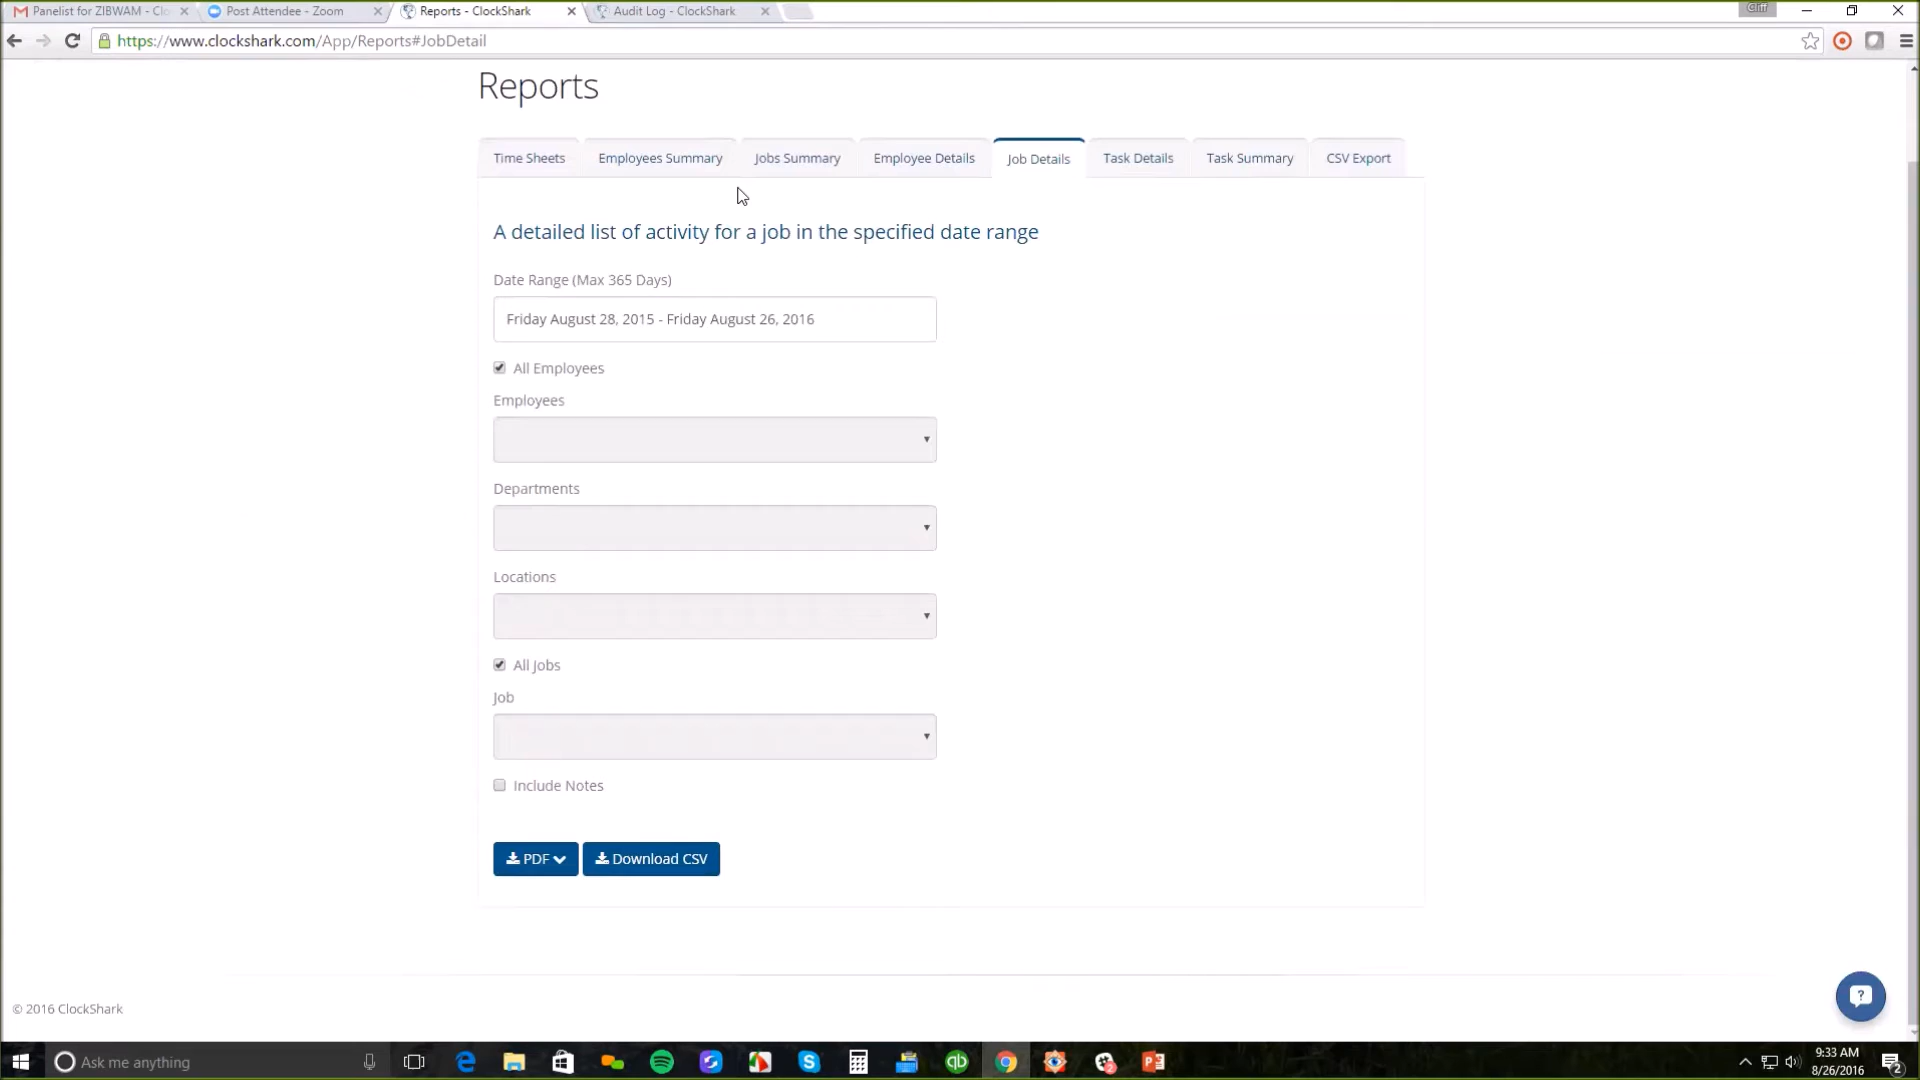 Panelist for ZIBWAM - Clo
Post Attendee - Zoom
Reports - ClockShark
Audit Log - ClockShark
Cliff
https://www.clockshark.com/App/Reports#JobDetail
Reports
Time Sheets
Employees Summary
Jobs Summary
Employee Details
Job Details
Task Details
Task Summary
CSV Export
A detailed list of activity for a job in the specified date range
Date Range (Max 365 Days)
Friday August 28, 2015 - Friday August 26, 2016
All Employees
Employees
Departments
Locations
All Jobs
Job
Include Notes
PDF
Download CSV
© 2016 ClockShark
Ask me anything
9:33 AM
8/26/2016
2